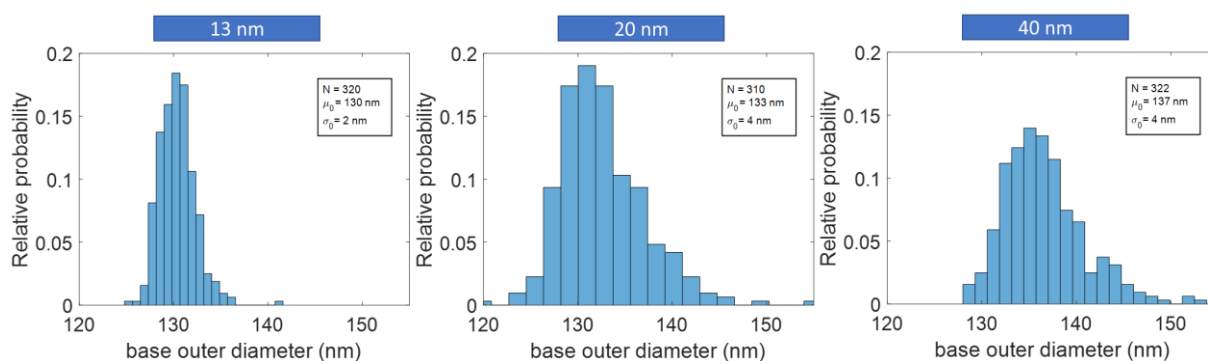 13 nm
0.2
0.15
0.1
0.05
0
Relative probability
N = 320
μ₀ = 130 nm
σ₀ = 2 nm
120
130
140
150
base outer diameter (nm)
20 nm
0.2
0.15
0.1
0.05
0
Relative probability
N = 310
μ₀ = 133 nm
σ₀ = 4 nm
120
130
140
150
base outer diameter (nm)
40 nm
0.2
0.15
0.1
0.05
0
Relative probability
N = 322
μ₀ = 137 nm
σ₀ = 4 nm
120
130
140
150
base outer diameter (nm)